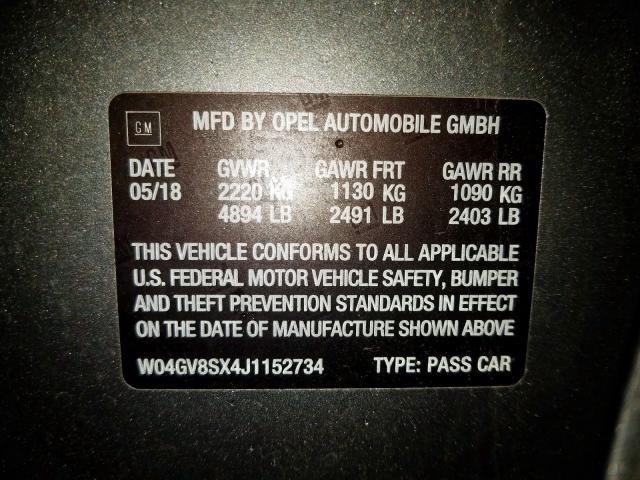 GM MFD BY OPEL AUTOMOBILE GMBH
DATE GVWR GAWR FRT GAWR RR
05/18 2220 KG 1130 KG 1090 KG
4894 LB 2491 LB 2403 LB
THIS VEHICLE CONFORMS TO ALL APPLICABLE
U.S. FEDERAL MOTOR VEHICLE SAFETY, BUMPER
AND THEFT PREVENTION STANDARDS IN EFFECT
ON THE DATE OF MANUFACTURE SHOWN ABOVE
W04GV8SX4J1152734 TYPE: PASS CAR